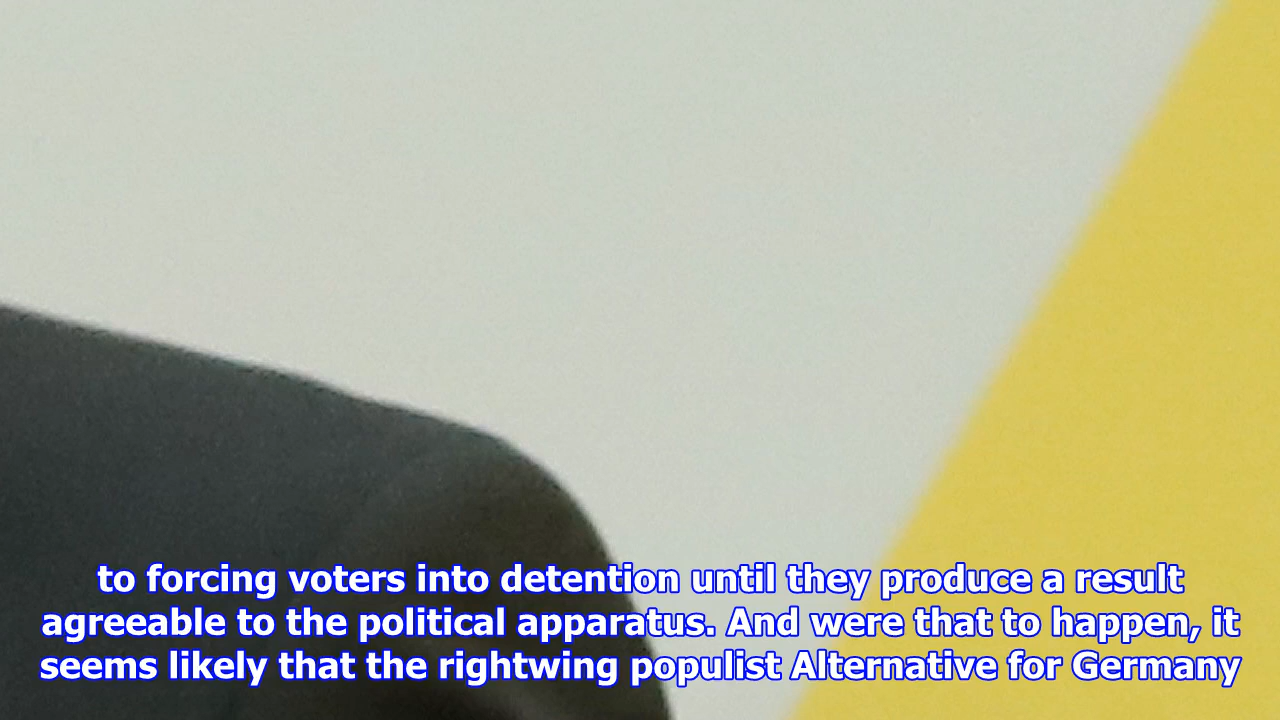 to forcing voters into detention until they produce a result
agreeable to the political apparatus. And were that to happen, it
seems likely that the rightwing populist Alternative for Germany